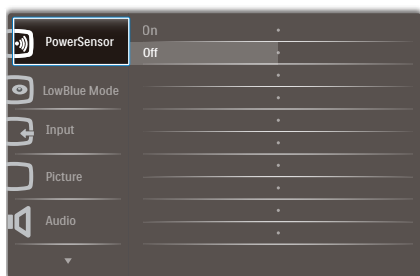 PowerSensor
On
Off
LowBlue Mode
Input
Picture
Audio